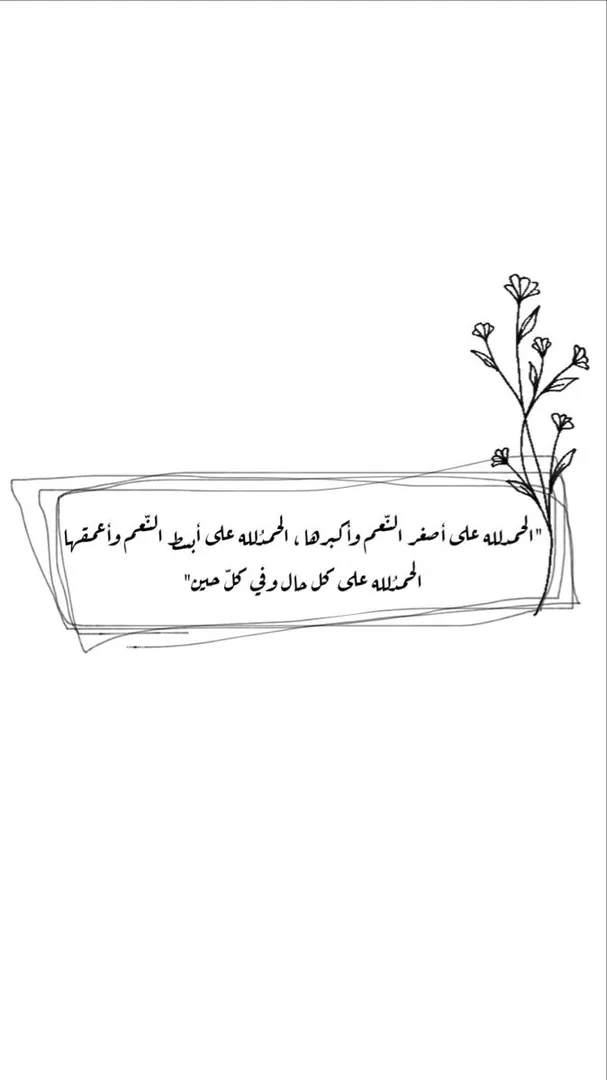 "الحمدلله على أصغر النّعم وأكبرها ، الحمدُلله على أبسط النّعم وأعمقها
الحمدُلله على كل حال وفي كلّ حين"